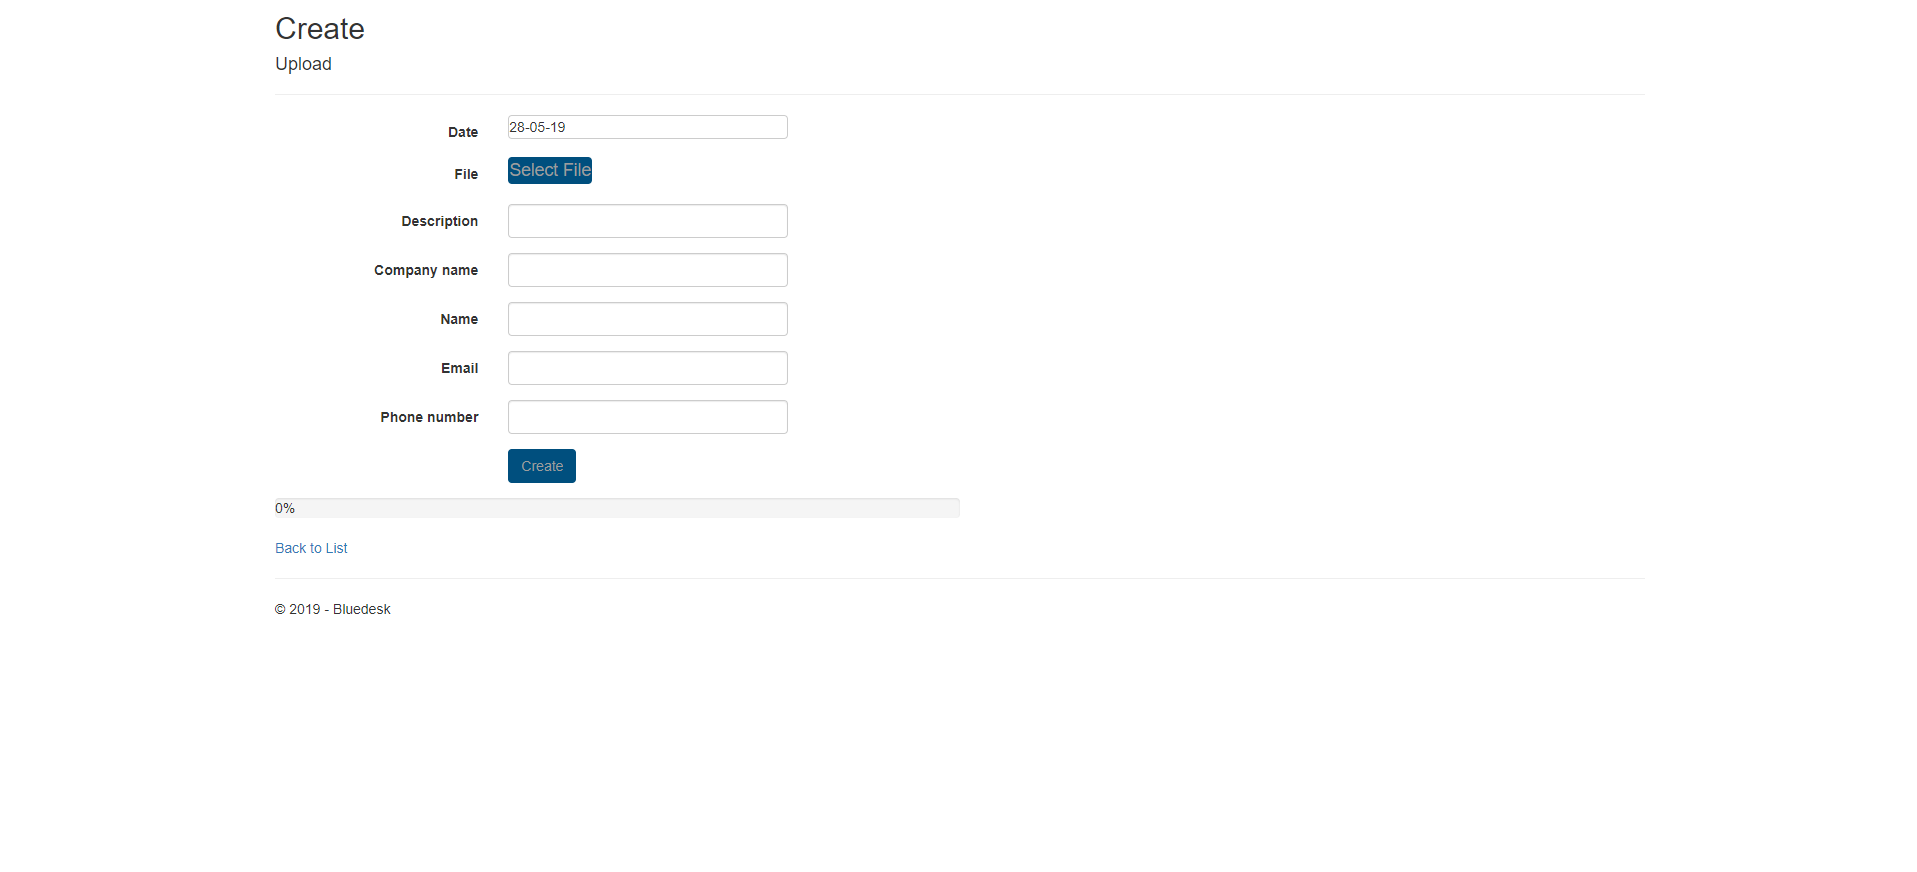 Create
Upload
Date 28-05-19
File Select File
Description
Company name
Name
Email
Phone number
Create
0%
Back to List
© 2019 - Bluedesk